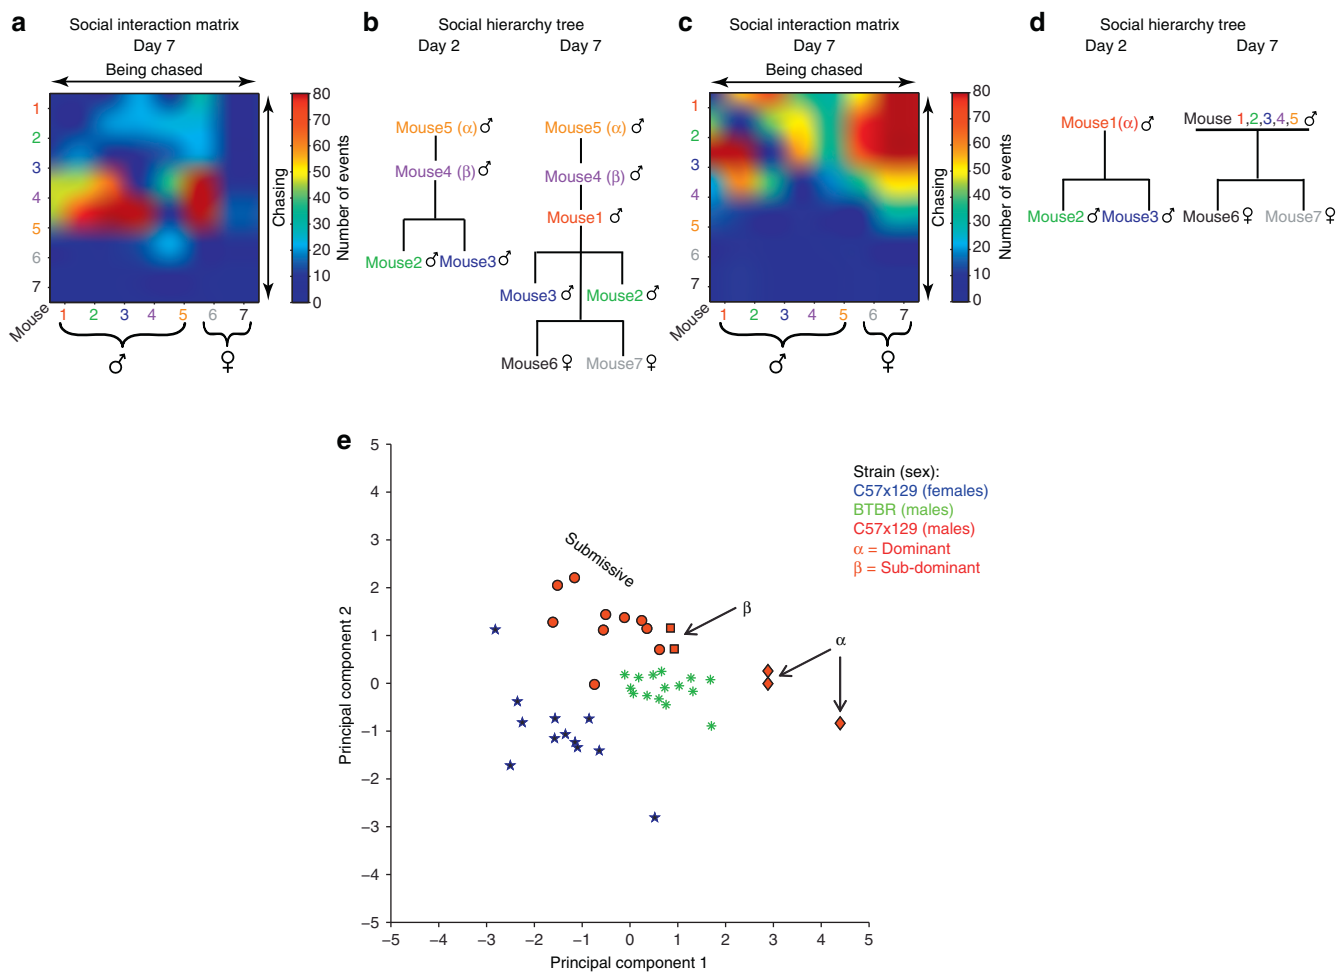 a
Social interaction matrix
Day 7
Being chased
1
2
3
4
5
6
7
Mouse
1 2 3 4 5 6 7
♂ ♀
Chasing
80
70
60
50
40
30
20
10
0
Number of events
b
Social hierarchy tree
Day 2 Day 7
Mouse5 (α) ♂
Mouse4 (β) ♂
Mouse2 ♂ Mouse3 ♂
Mouse5 (α) ♂
Mouse4 (β) ♂
Mouse1 ♂
Mouse3 ♂ Mouse2 ♂
Mouse6 ♀ Mouse7 ♀
c
Social interaction matrix
Day 7
Being chased
1
2
3
4
5
6
7
Mouse
1 2 3 4 5 6 7
♂ ♀
Chasing
80
70
60
50
40
30
20
10
0
Number of events
d
Social hierarchy tree
Day 2 Day 7
Mouse1(α) ♂
Mouse2 ♂ Mouse3 ♂
Mouse 1,2,3,4,5 ♂
Mouse6 ♀ Mouse7 ♀
e
5
4
3
2
1
0
−1
−2
−3
−4
−5
Principal component 2
−5 −4 −3 −2 −1 0 1 2 3 4 5
Principal component 1
Submissive
β
α
Strain (sex):
C57x129 (females)
BTBR (males)
C57x129 (males)
α = Dominant
β = Sub-dominant